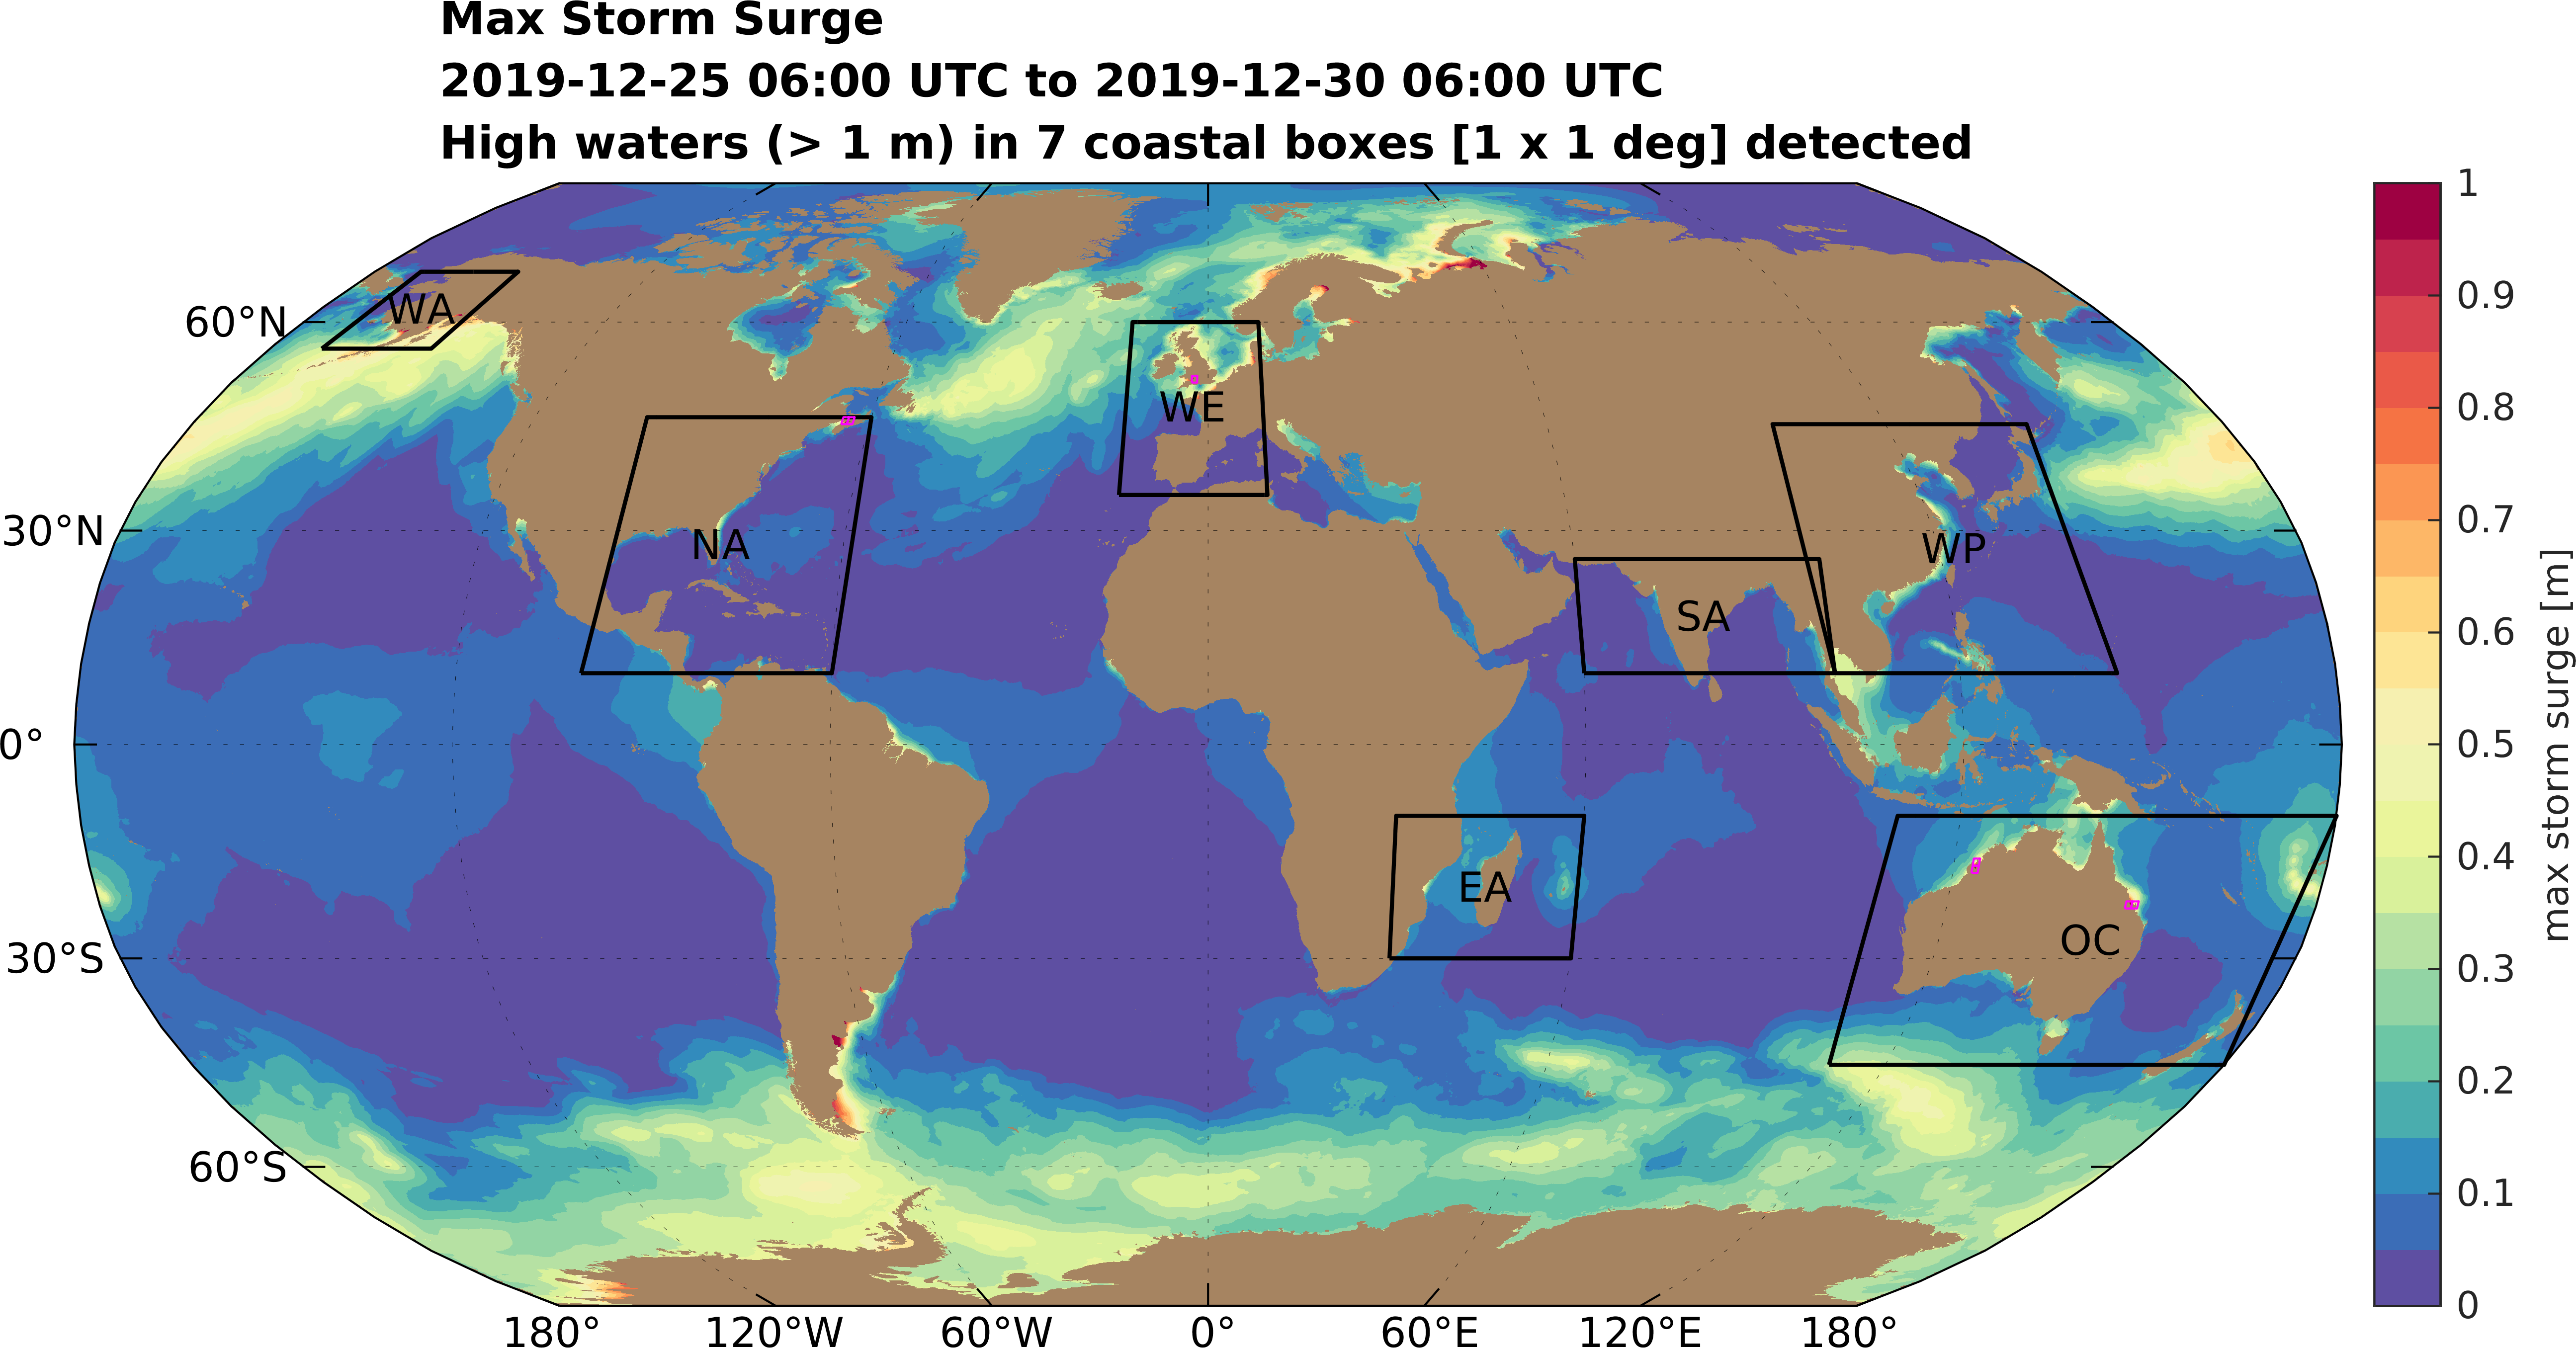 Max Storm Surge
2019-12-25 06:00 UTC to 2019-12-30 06:00 UTC
High waters (> 1 m) in 7 coastal boxes [1 x 1 deg] detected
60°N
30°N
0°
30°S
60°S
WA
NA
WE
SA
WP
EA
OC
180°
120°W
60°W
0°
60°E
120°E
180°
1
0.9
0.8
0.7
0.6
0.5
0.4
0.3
0.2
0.1
0
max storm surge [m]